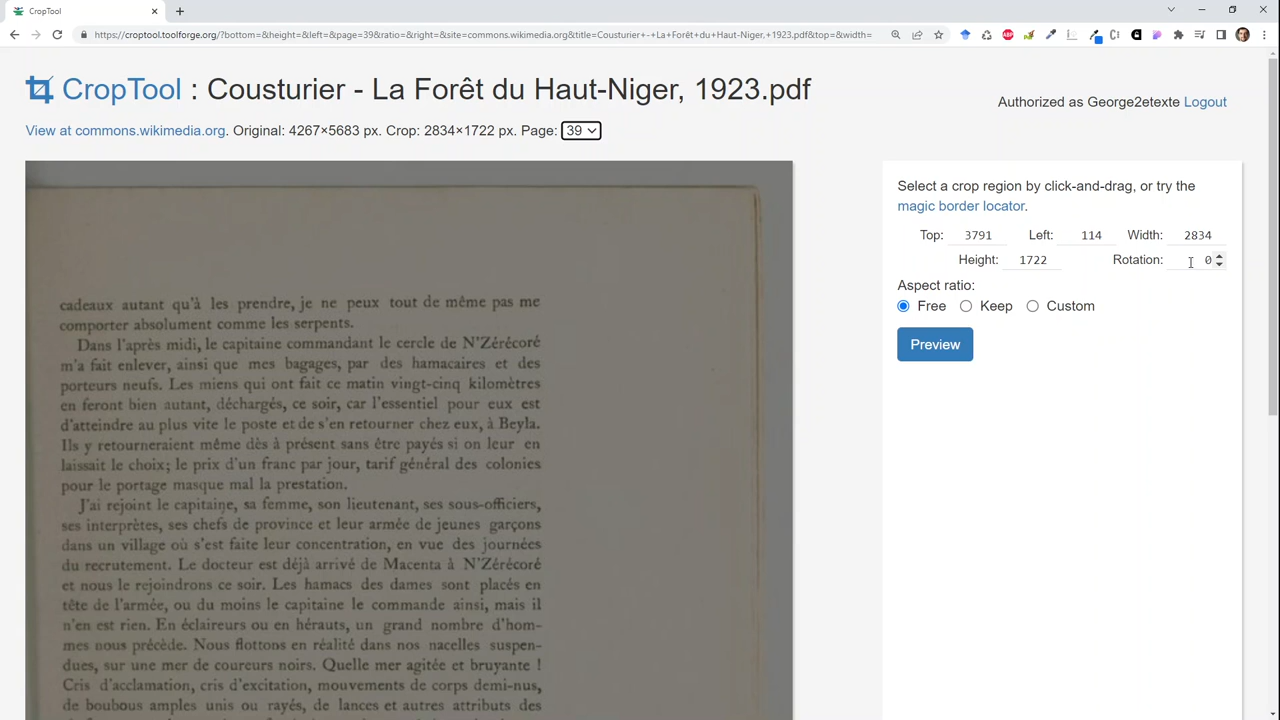 CropTool
https://croptool.toolforge.org/?bottom=&height=&left=&page=39&ratio=&right=&site=commons.wikimedia.org&title=Cousturier+-+La+Forêt+du+Haut-Niger,+1923.pdf&top=&width=
CropTool : Cousturier - La Forêt du Haut-Niger, 1923.pdf
Authorized as George2etexte Logout
View at commons.wikimedia.org. Original: 4267×5683 px. Crop: 2834×1722 px. Page: 39
Select a crop region by click-and-drag, or try the
magic border locator.
Top: 3791 Left: 114 Width: 2834
Height: 1722 Rotation: 0
Aspect ratio:
Free Keep Custom
Preview
cadeaux autant qu'à les prendre, je ne peux tout de même pas me
comporter absolument comme les serpents.
Dans l'après midi, le capitaine commandant le cercle de N'Zérécoré
m'a fait enlever, ainsi que mes bagages, par des hamacaires et des
porteurs neufs. Les miens qui ont fait ce matin vingt-cinq kilomètres
en feront bien autant, déchargés, ce soir, car l'essentiel pour eux est
d'atteindre au plus vite le poste et de s'en retourner chez eux, à Beyla.
Ils y retourneraient même dès à présent sans être payés si on leur en
laissait le choix; le prix d'un franc par jour, tarif général des colonies
pour le portage masque mal la prestation.
J'ai rejoint le capitaine, sa femme, son lieutenant, ses sous-officiers,
ses interprètes, ses chefs de province et leur armée de jeunes garçons
dans un village où s'est faite leur concentration, en vue des journées
du recrutement. Le docteur est déjà arrivé de Macenta à N'Zérécoré
et nous le rejoindrons ce soir. Les hamacs des dames sont placés en
tête de l'armée, ou du moins le capitaine le commande ainsi, mais il
n'en est rien. En éclaireurs ou en hérauts, un grand nombre d'hom-
mes nous précède. Nous flottons en réalité dans nos nacelles suspen-
dues, sur une mer de coureurs noirs. Quelle mer agitée et bruyante !
Cris d'acclamation, cris d'excitation, mouvements de corps demi-nus,
de boubous amples unis ou rayés, de lances et autres attributs des